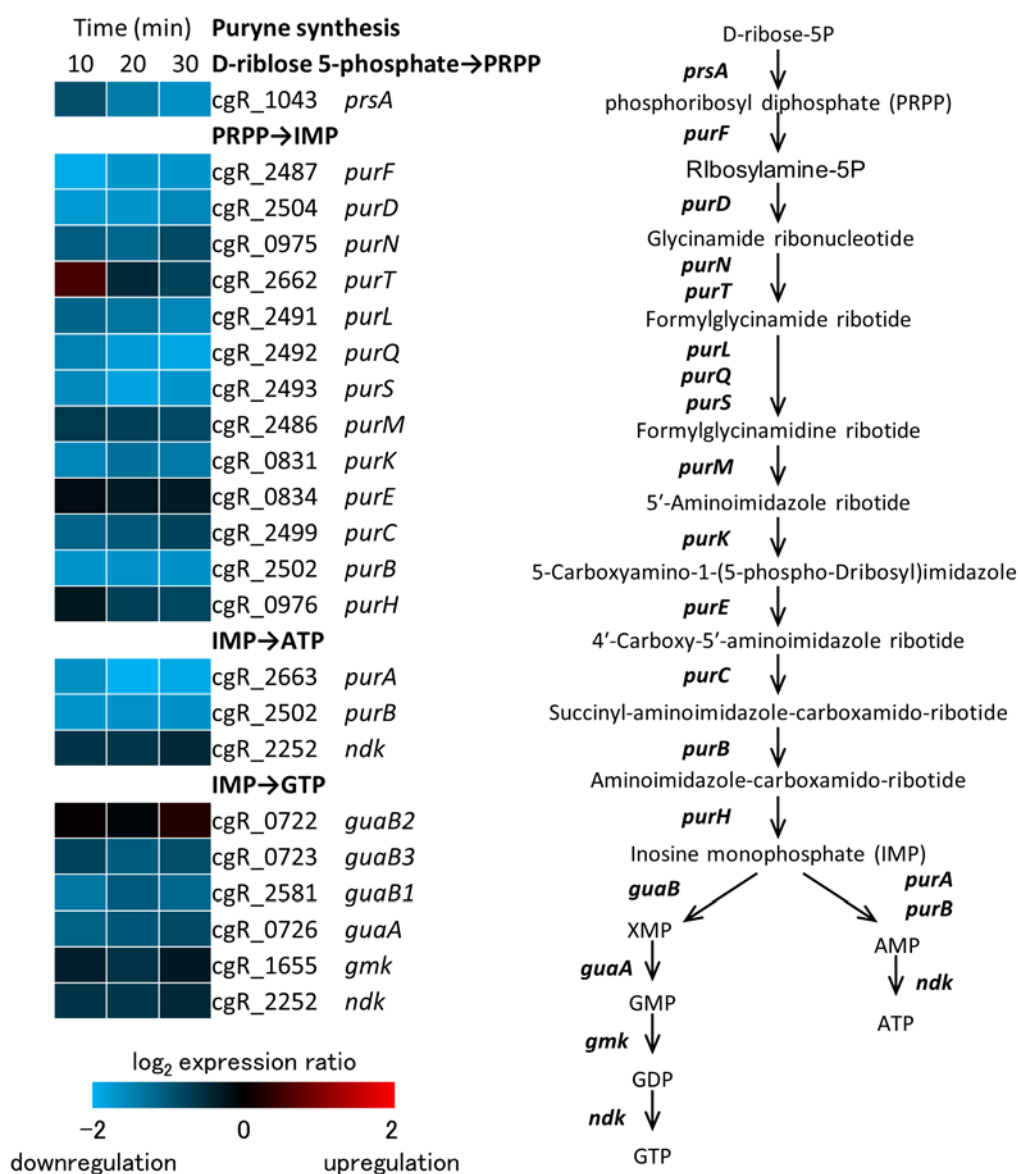 Time (min) Puryne synthesis
10 20 30 D-riblose 5-phosphate→PRPP
cgR_1043 prsA
PRPP→IMP
cgR_2487 purF
cgR_2504 purD
cgR_0975 purN
cgR_2662 purT
cgR_2491 purL
cgR_2492 purQ
cgR_2493 purS
cgR_2486 purM
cgR_0831 purK
cgR_0834 purE
cgR_2499 purC
cgR_2502 purB
cgR_0976 purH
IMP→ATP
cgR_2663 purA
cgR_2502 purB
cgR_2252 ndk
IMP→GTP
cgR_0722 guaB2
cgR_0723 guaB3
cgR_2581 guaB1
cgR_0726 guaA
cgR_1655 gmk
cgR_2252 ndk
log2 expression ratio
−2 0 2
downregulation upregulation
D-ribose-5P
prsA
phosphoribosyl diphosphate (PRPP)
purF
RIbosylamine-5P
purD
Glycinamide ribonucleotide
purN
purT
Formylglycinamide ribotide
purL
purQ
purS
Formylglycinamidine ribotide
purM
5′-Aminoimidazole ribotide
purK
5-Carboxyamino-1-(5-phospho-Dribosyl)imidazole
purE
4′-Carboxy-5′-aminoimidazole ribotide
purC
Succinyl-aminoimidazole-carboxamido-ribotide
purB
Aminoimidazole-carboxamido-ribotide
purH
Inosine monophosphate (IMP)
guaB purA
purB
XMP AMP
guaA ndk
GMP ATP
gmk
GDP
ndk
GTP